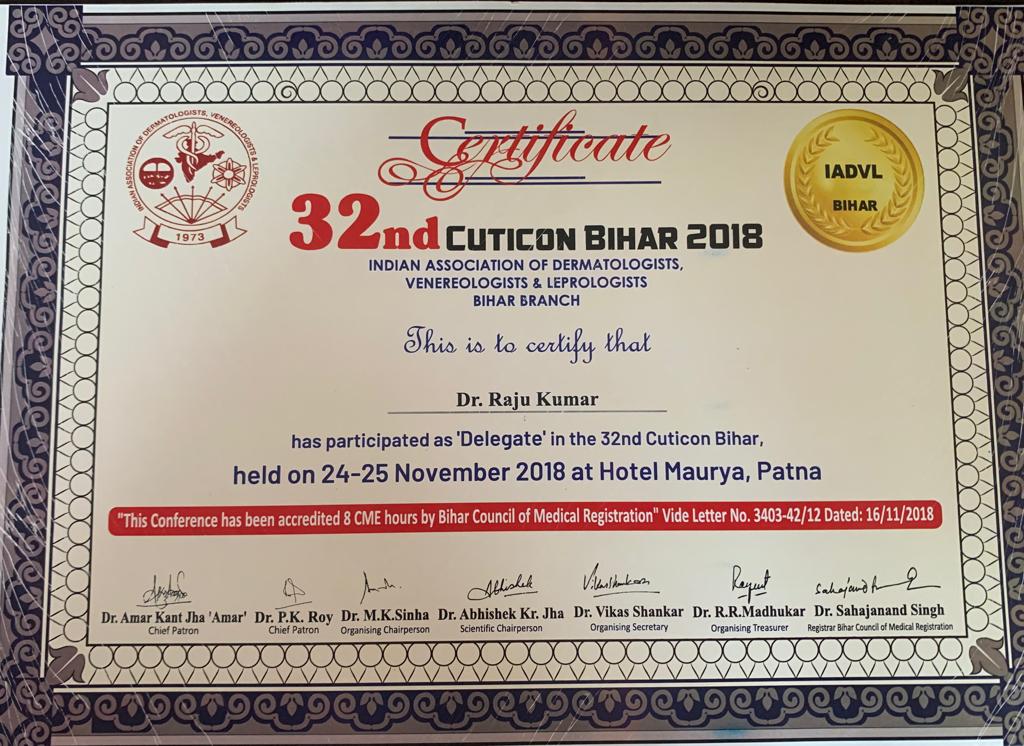 INDIAN ASSOCIATION OF DERMATOLOGISTS, VENEREOLOGISTS & LEPROLOGISTS
1973
Certificate
IADVL
BIHAR
32nd CUTICON BIHAR 2018
INDIAN ASSOCIATION OF DERMATOLOGISTS,
VENEREOLOGISTS & LEPROLOGISTS
BIHAR BRANCH
This is to certify that
Dr. Raju Kumar
has participated as 'Delegate' in the 32nd Cuticon Bihar,
held on 24-25 November 2018 at Hotel Maurya, Patna
"This Conference has been accredited 8 CME hours by Bihar Council of Medical Registration" Vide Letter No. 3403-42/12 Dated: 16/11/2018
Abhishek
Dr. Amar Kant Jha 'Amar' Dr. P.K. Roy Dr. M.K.Sinha Dr. Abhishek Kr. Jha Dr. Vikas Shankar Dr. R.R.Madhukar Dr. Sahajanand Singh
Chief Patron Chief Patron Organising Chairperson Scientific Chairperson Organising Secretary Organising Treasurer Registrar Bihar Council of Medical Registration